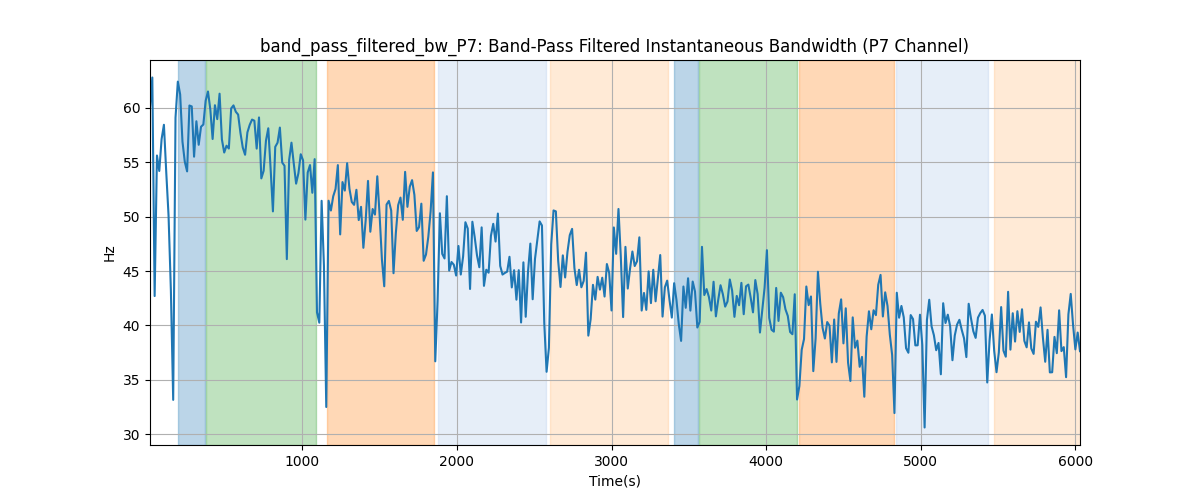 band_pass_filtered_bw_P7: Band-Pass Filtered Instantaneous Bandwidth (P7 Channel)
60
55
50
45
40
35
30
Hz
1000 2000 3000 4000 5000 6000
Time(s)